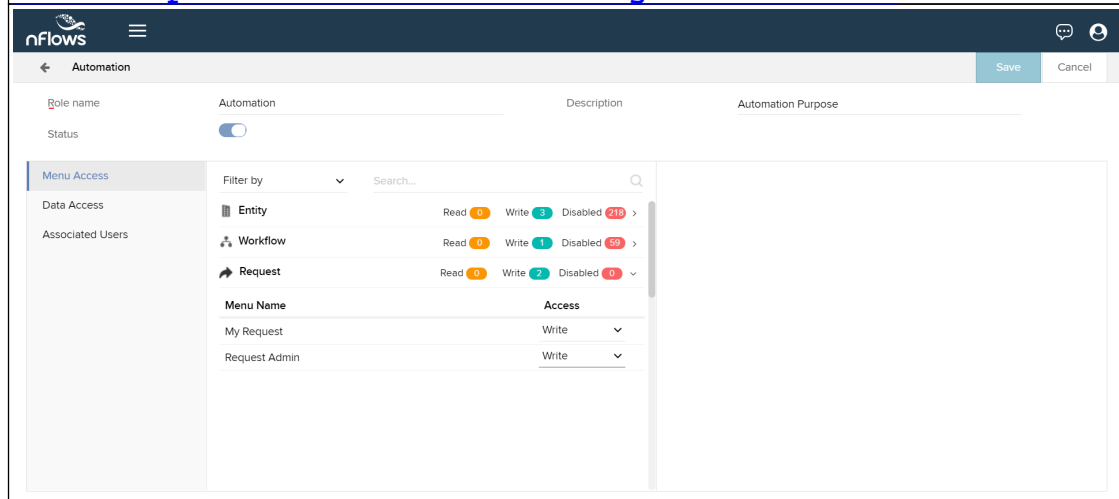 nFlows
Automation
Save
Cancel
Role name
Automation
Description
Automation Purpose
Status
Menu Access
Data Access
Associated Users
Filter by
Search...
Entity Read 0 Write 3 Disabled 218 >
Workflow Read 0 Write 1 Disabled 59 >
Request Read 0 Write 2 Disabled 0
Menu Name Access
My Request Write
Request Admin Write